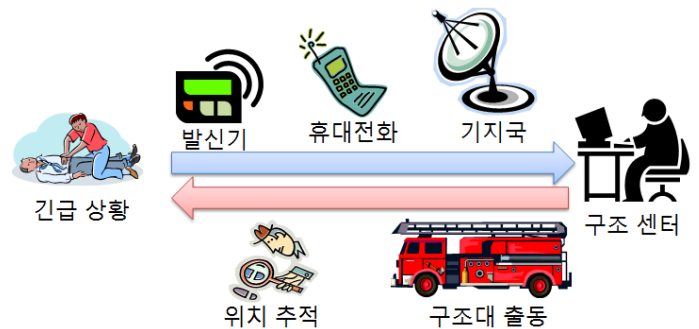 발신기
휴대전화
기지국
긴급 상황
구조 센터
위치 추적
구조대 출동